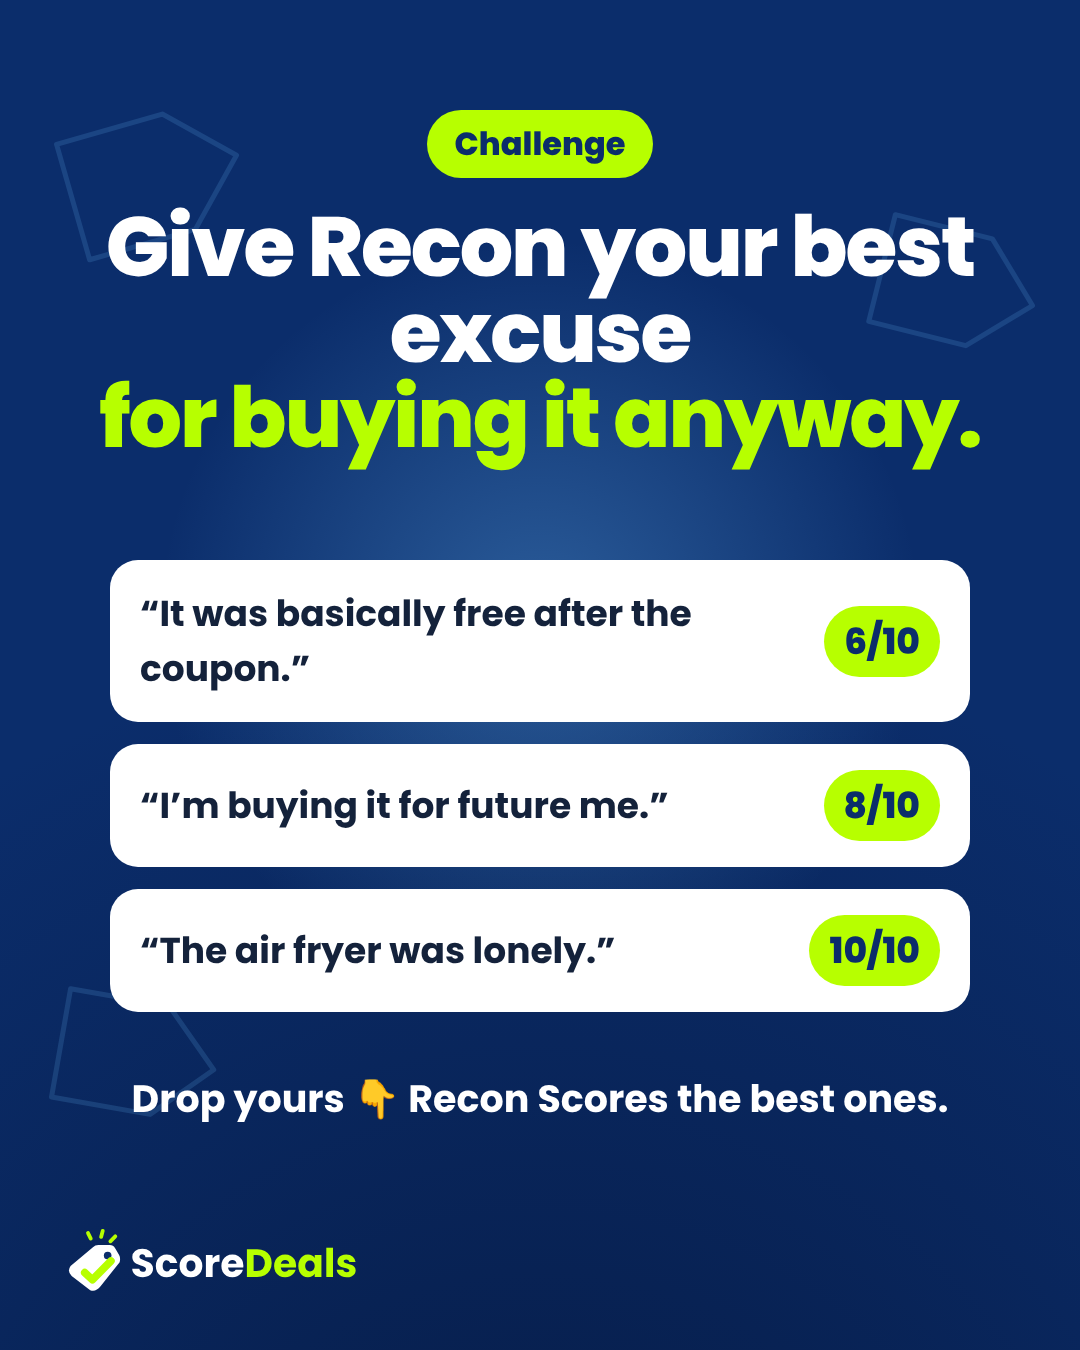 Challenge
Give Recon your best
excuse
for buying it anyway.
“It was basically free after the
coupon.”
6/10
“I’m buying it for future me.”
8/10
“The air fryer was lonely.”
10/10
Drop yours 👇 Recon Scores the best ones.
ScoreDeals